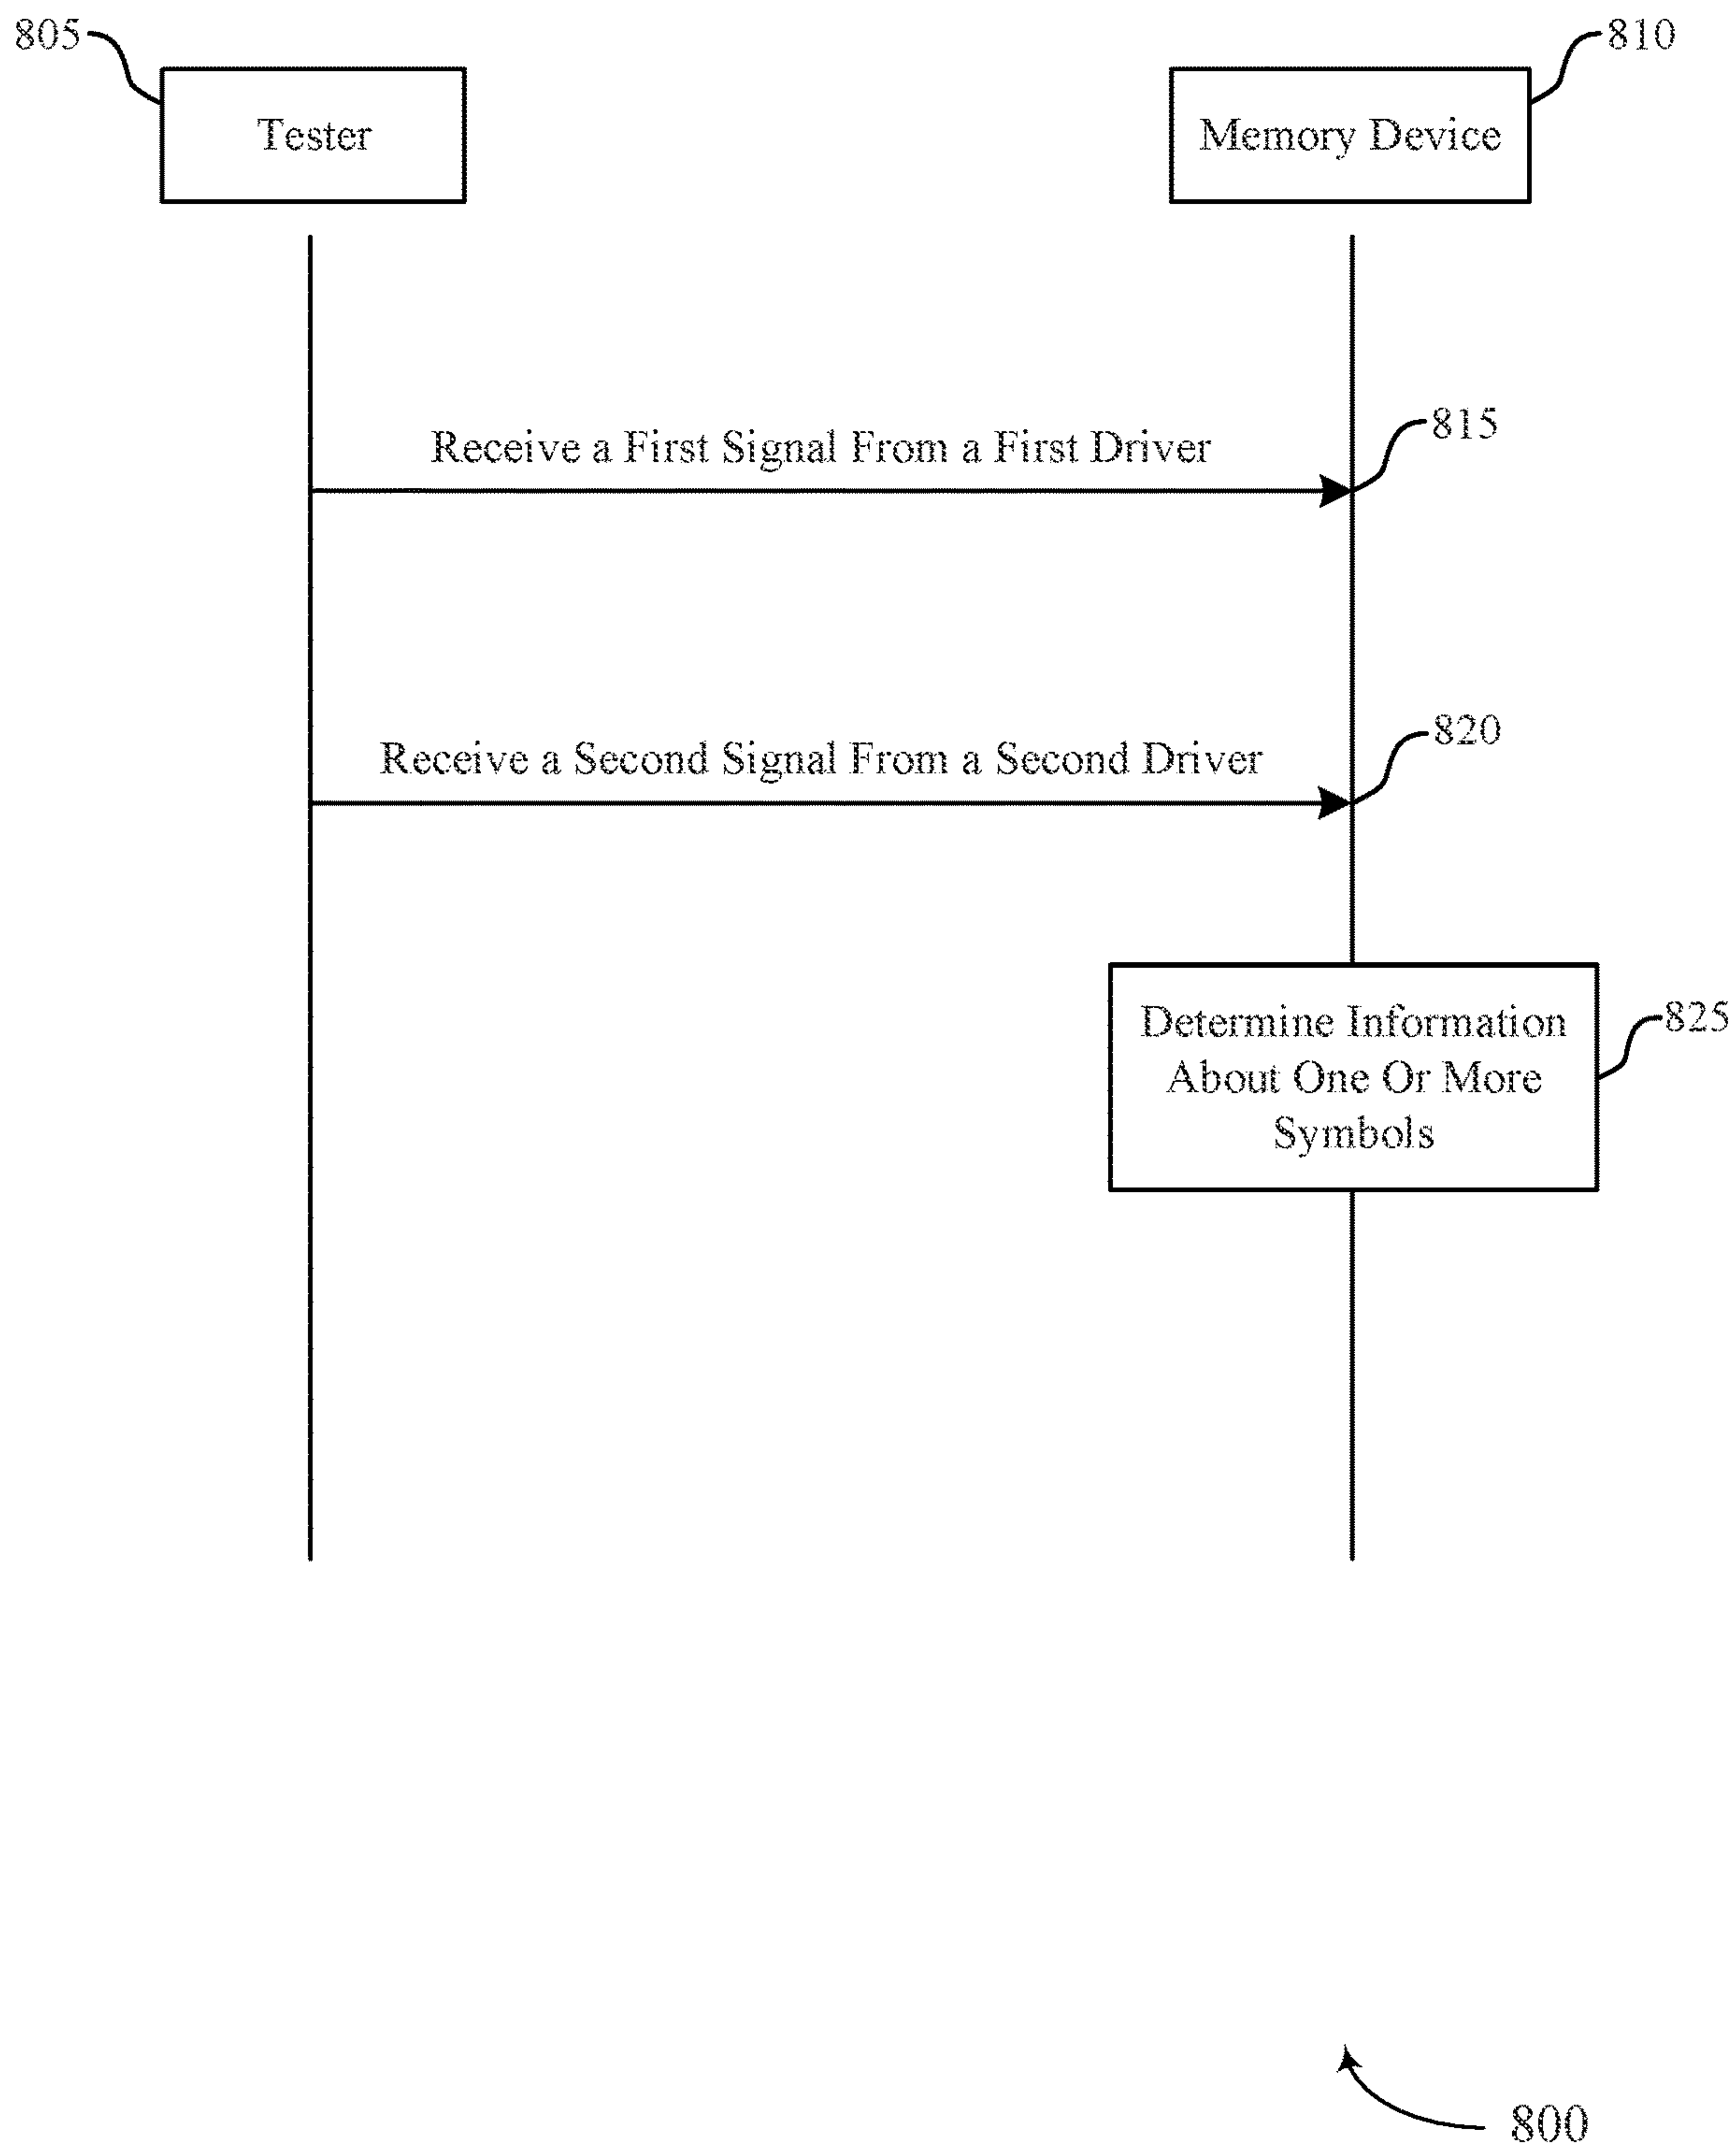 805
810
Tester
Memory Device
815
Receive a First Signal From a First Driver
820
Receive a Second Signal From a Second Driver
Determine Information
825
About One Or More
Symbols
800